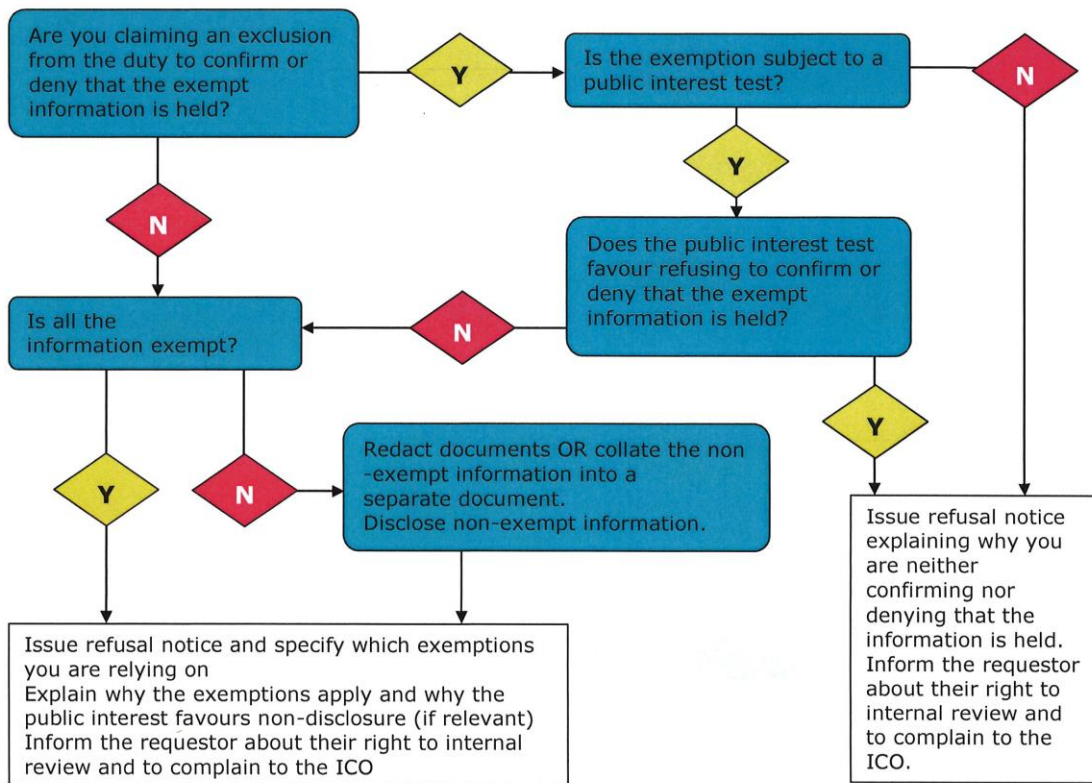 Are you claiming an exclusion
from the duty to confirm or
deny that the exempt
information is held?
Y
Is the exemption subject to a
public interest test?
N
Y
N
Does the public interest test
favour refusing to confirm or
deny that the exempt
information is held?
Is all the
information exempt?
N
Y
Y
N
Redact documents OR collate the non
-exempt information into a
separate document.
Disclose non-exempt information.
Issue refusal notice
explaining why you
are neither
confirming nor
denying that the
information is held.
Inform the requestor
about their right to
internal review and
to complain to the
ICO.
Issue refusal notice and specify which exemptions
you are relying on
Explain why the exemptions apply and why the
public interest favours non-disclosure (if relevant)
Inform the requestor about their right to internal
review and to complain to the ICO